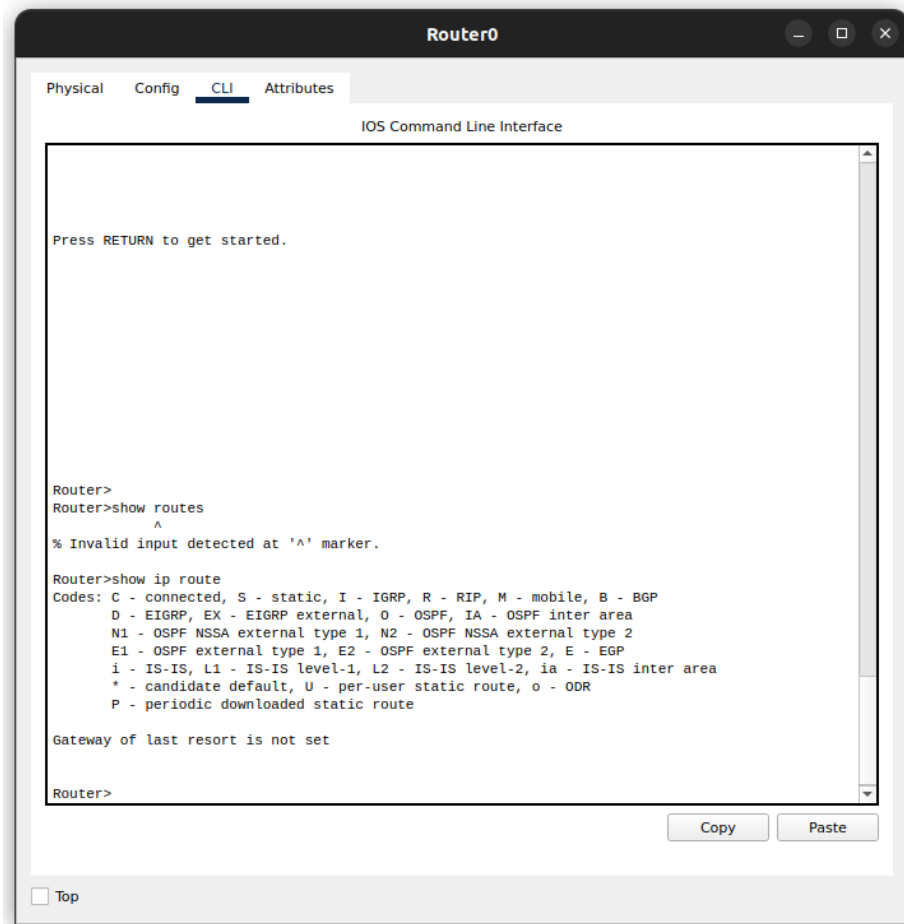 Router0
Physical Config CLI Attributes
IOS Command Line Interface
Press RETURN to get started.
Router>
Router>show routes
^
% Invalid input detected at '^' marker.
Router>show ip route
Codes: C - connected, S - static, I - IGRP, R - RIP, M - mobile, B - BGP
D - EIGRP, EX - EIGRP external, O - OSPF, IA - OSPF inter area
N1 - OSPF NSSA external type 1, N2 - OSPF NSSA external type 2
E1 - OSPF external type 1, E2 - OSPF external type 2, E - EGP
i - IS-IS, L1 - IS-IS level-1, L2 - IS-IS level-2, ia - IS-IS inter area
* - candidate default, U - per-user static route, o - ODR
P - periodic downloaded static route
Gateway of last resort is not set
Router>
Copy Paste
Top